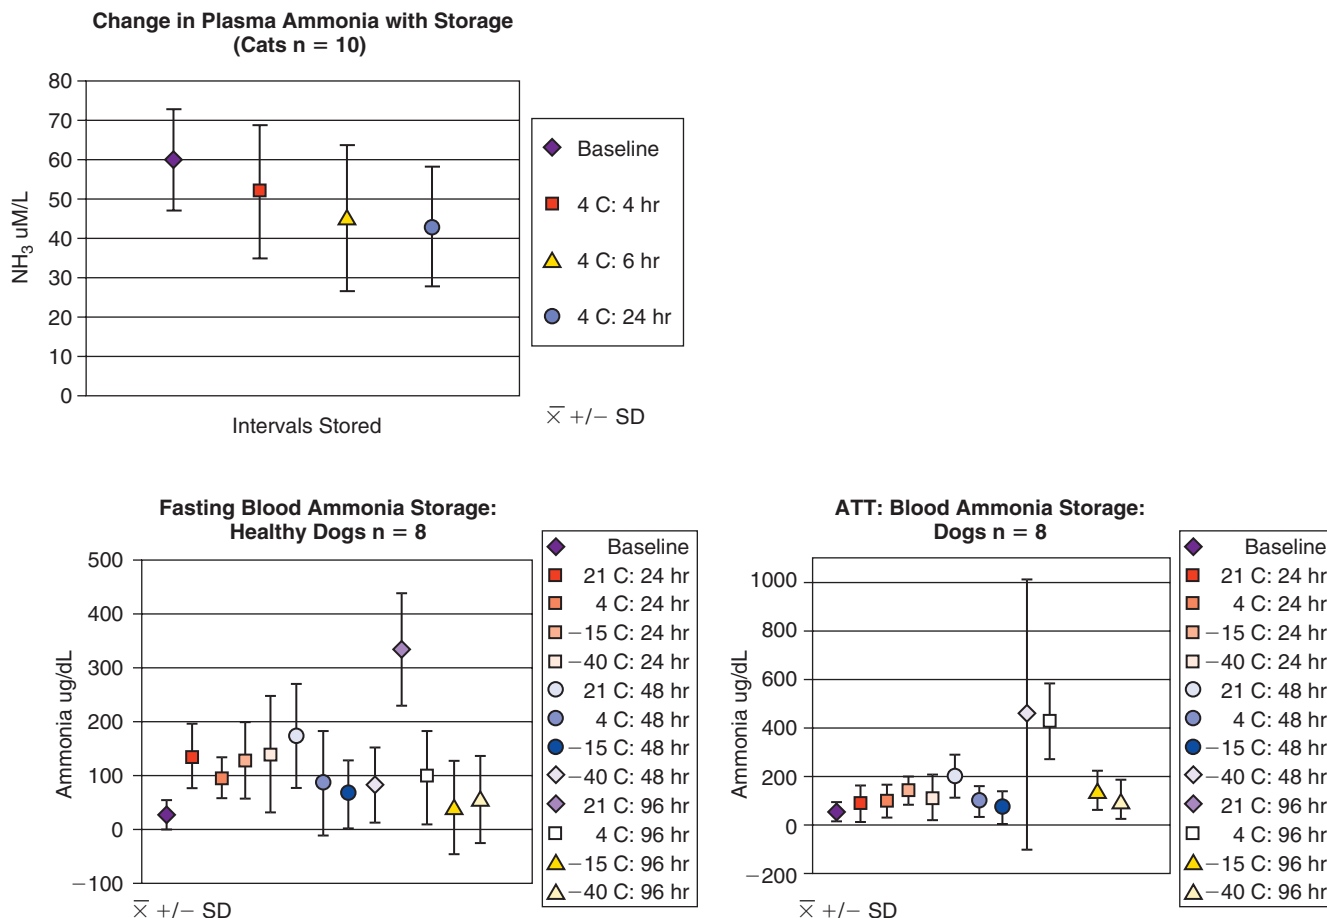 Change in Plasma Ammonia with Storage
(Cats n = 10)
NH₃ uM/L
80
70
60
50
40
30
20
10
0
Intervals Stored
Baseline
4 C: 4 hr
4 C: 6 hr
4 C: 24 hr
x̅ +/− SD
Fasting Blood Ammonia Storage:
Healthy Dogs n = 8
Ammonia ug/dL
500
400
300
200
100
0
−100
x̅ +/− SD
Baseline
21 C: 24 hr
4 C: 24 hr
−15 C: 24 hr
−40 C: 24 hr
21 C: 48 hr
4 C: 48 hr
−15 C: 48 hr
−40 C: 48 hr
21 C: 96 hr
4 C: 96 hr
−15 C: 96 hr
−40 C: 96 hr
ATT: Blood Ammonia Storage:
Dogs n = 8
Ammonia ug/dL
1000
800
600
400
200
0
−200
x̅ +/− SD
Baseline
21 C: 24 hr
4 C: 24 hr
−15 C: 24 hr
−40 C: 24 hr
21 C: 48 hr
4 C: 48 hr
−15 C: 48 hr
−40 C: 48 hr
21 C: 96 hr
4 C: 96 hr
−15 C: 96 hr
−40 C: 96 hr